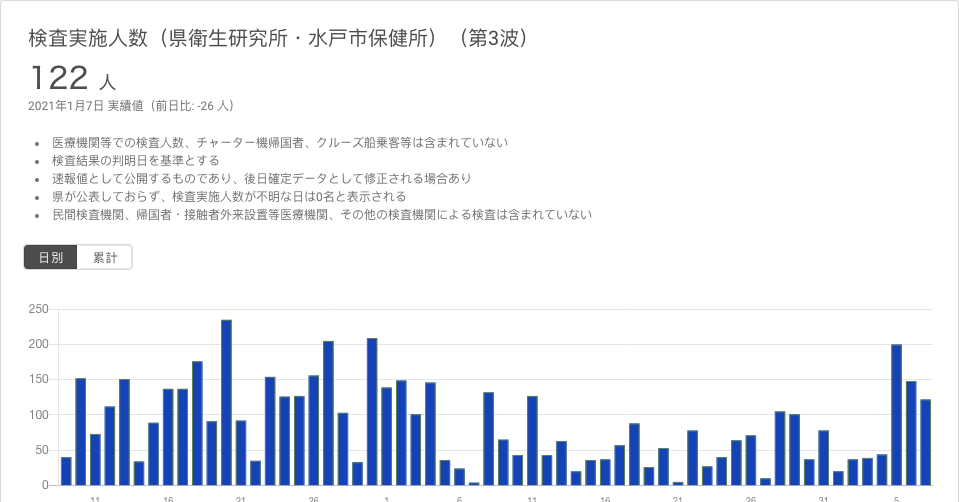 検査実施人数（県衛生研究所・水戸市保健所）（第3波）
122 人
2021年1月7日 実績値（前日比: -26 人）
医療機関等での検査人数、チャーター機帰国者、クルーズ船乗客等は含まれていない
検査結果の判明日を基準とする
速報値として公開するものであり、後日確定データとして修正される場合あり
県が公表しておらず、検査実施人数が不明な日は0名と表示される
民間検査機関、帰国者・接触者外来設置等医療機関、その他の検査機関による検査は含まれていない
日別 累計
250
200
150
100
50
0
11 16 21 26 1 6 11 16 21 26 31 5